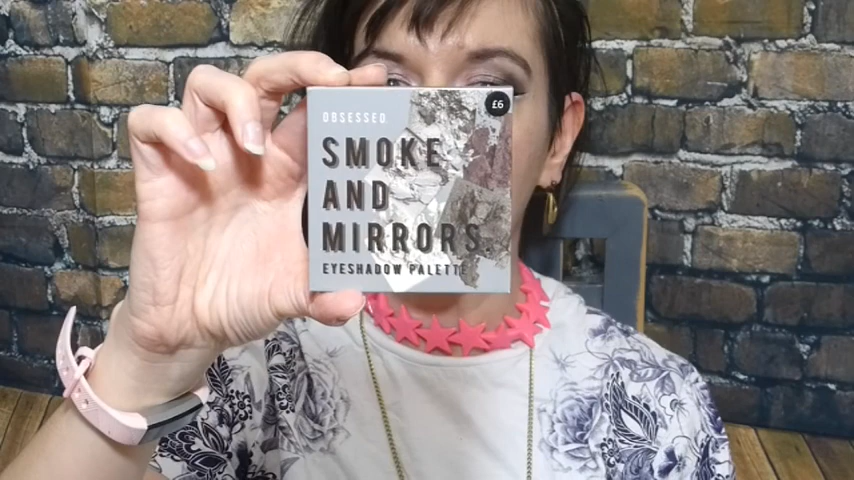 £6
OBSESSED
SMOKE
AND
MIRRORS.
EYESHADOW PALETTE